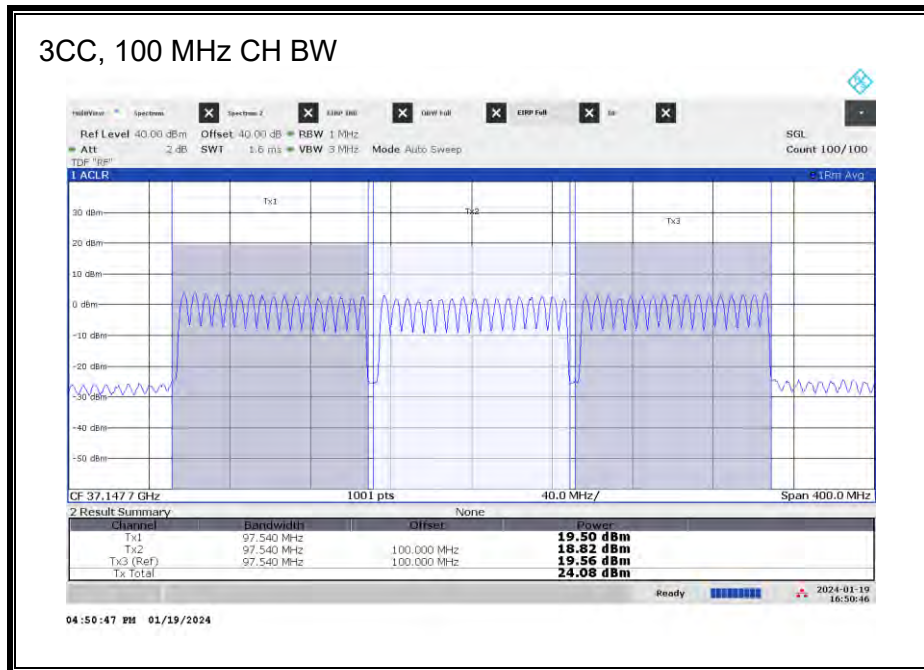 3CC, 100 MHz CH BW
MultiView Spectrum Spectrum 2 EIRP Full
Ref Level 40.00 dBm Offset 40.00 dB RBW 1 MHz SGL
Att 2 dB SWT 1.6 ms VBW 3 MHz Mode Auto Sweep Count 100/100
TDF "RF"
1 ACLR 1Rm Avg
Tx1
Tx2
Tx3
30 dBm
20 dBm
10 dBm
0 dBm
-10 dBm
-20 dBm
-30 dBm
-40 dBm
-50 dBm
CF 37.1477 GHz 1001 pts 40.0 MHz/ Span 400.0 MHz
2 Result Summary None
Channel Bandwidth Offset Power
Tx1 97.540 MHz 19.50 dBm
Tx2 97.540 MHz 100.000 MHz 18.82 dBm
Tx3 (Ref) 97.540 MHz 100.000 MHz 19.56 dBm
Tx Total 24.08 dBm
Ready 2024-01-19
16:50:46
04:50:47 PM 01/19/2024